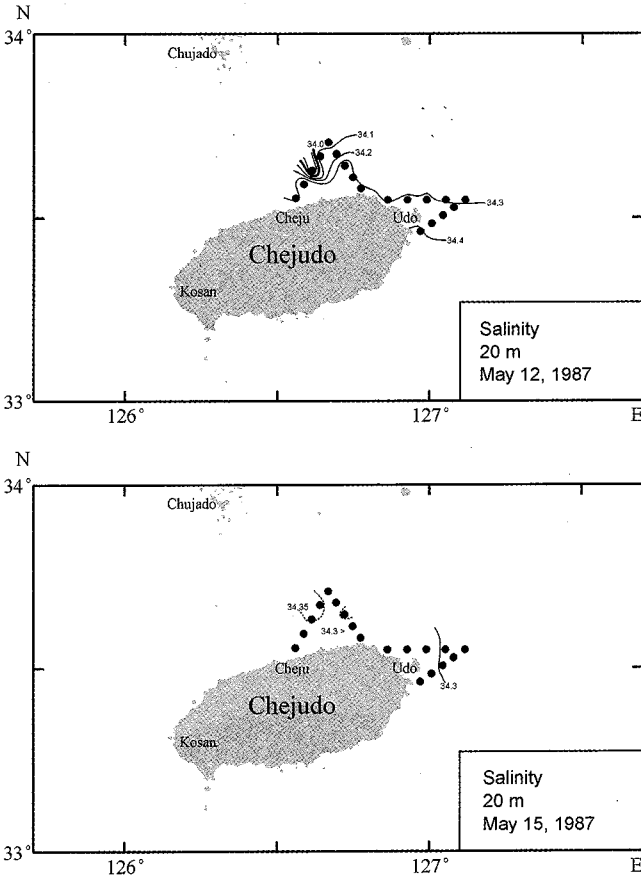 N
34°
Chujado
34.0
34.1
34.2
34.3
Cheju
Udo
34.4
Chejudo
Kosan
Salinity
20 m
May 12, 1987
33°
126°
127°
E
N
34°
Chujado
34.35
34.3 >
Cheju
Udo
34.3
Chejudo
Kosan
Salinity
20 m
May 15, 1987
33°
126°
127°
E